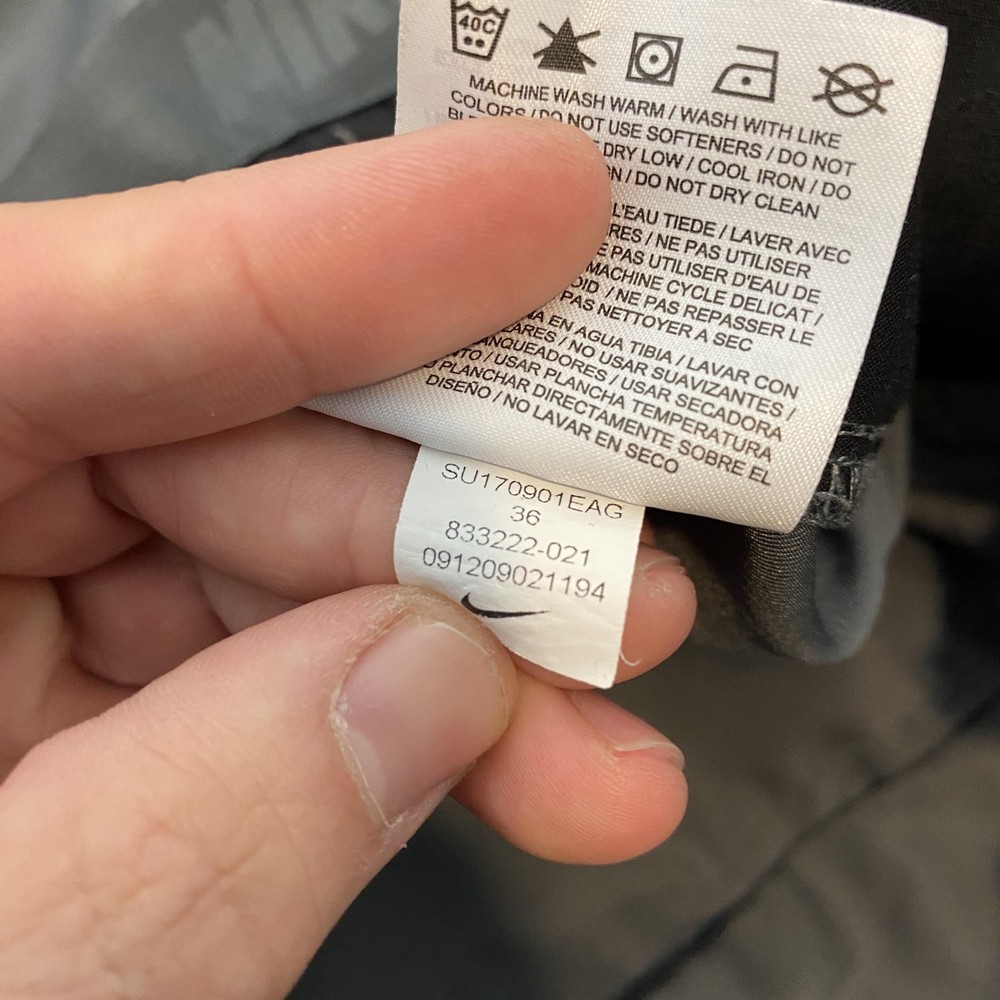 40C
MACHINE WASH WARM / WASH WITH LIKE
COLORS / DO NOT USE SOFTENERS / DO NOT
DRY LOW / COOL IRON / DO
/ DO NOT DRY CLEAN
L'EAU TIEDE / LAVER AVEC
/ NE PAS UTILISER
PAS UTILISER D'EAU DE
MACHINE CYCLE DELICAT /
/ NE PAS REPASSER LE
PAS NETTOYER A SEC
EN AGUA TIBIA / LAVAR CON
/ NO USAR SUAVIZANTES /
BLANQUEADORES / USAR SECADORA
/ USAR PLANCHA TEMPERATURA
PLANCHAR DIRECTAMENTE SOBRE EL
DISEÑO / NO LAVAR EN SECO
SU170901EAG
36
833222-021
091209021194